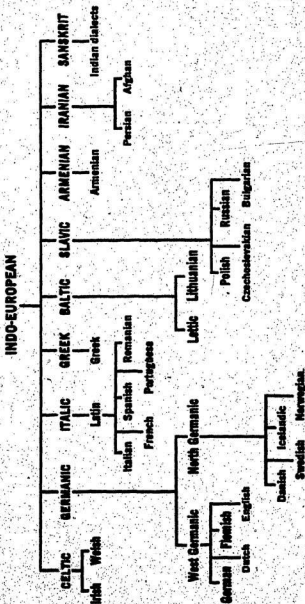 INDO-EUROPEAN
CELTIC GERMANIC ITALIC GREEK BALTIC SLAVIC ARMENIAN IRANIAN SANSKRIT
Irish Welsh Latin Greek Armenian Indian dialects
Persian Afghan
Italian Spanish Romanian
French Portugese
West Germanic North Germanic Lettic Lithuanian
Polish Russian
Czechoslovakian Bulgarian
German Flemish English
Dutch
Danish Icelandic
Swedish Norwegian